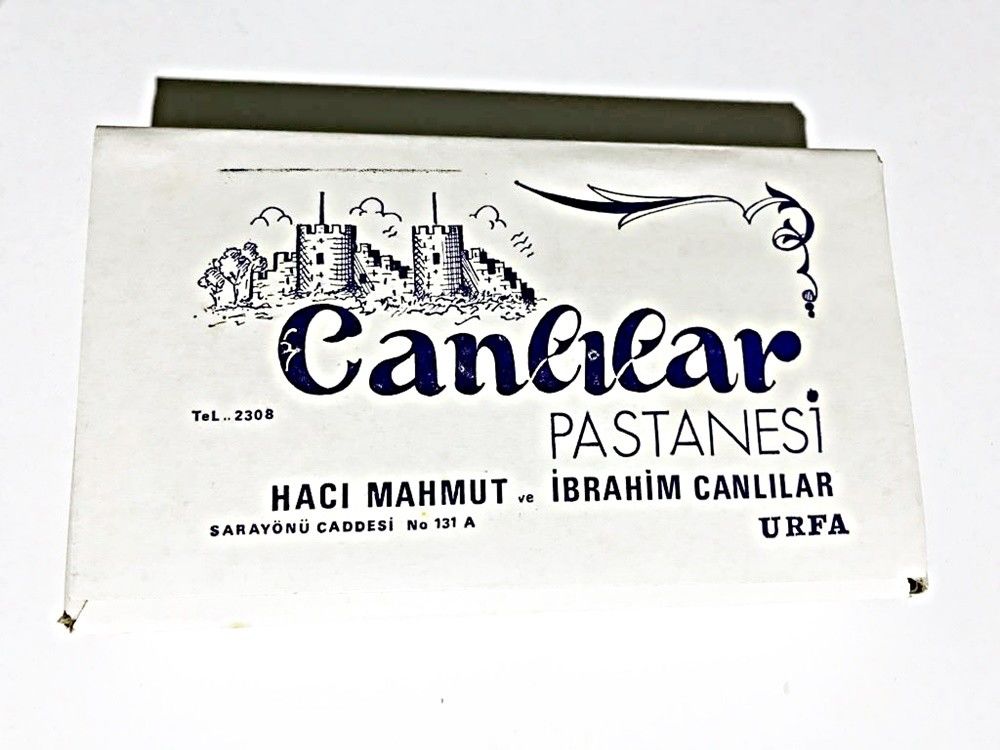 Canlılar
TeL.. 2308
PASTANESİ
HACI MAHMUT ve İBRAHİM CANLILAR
SARAYÖNÜ CADDESİ No 131 A
URFA